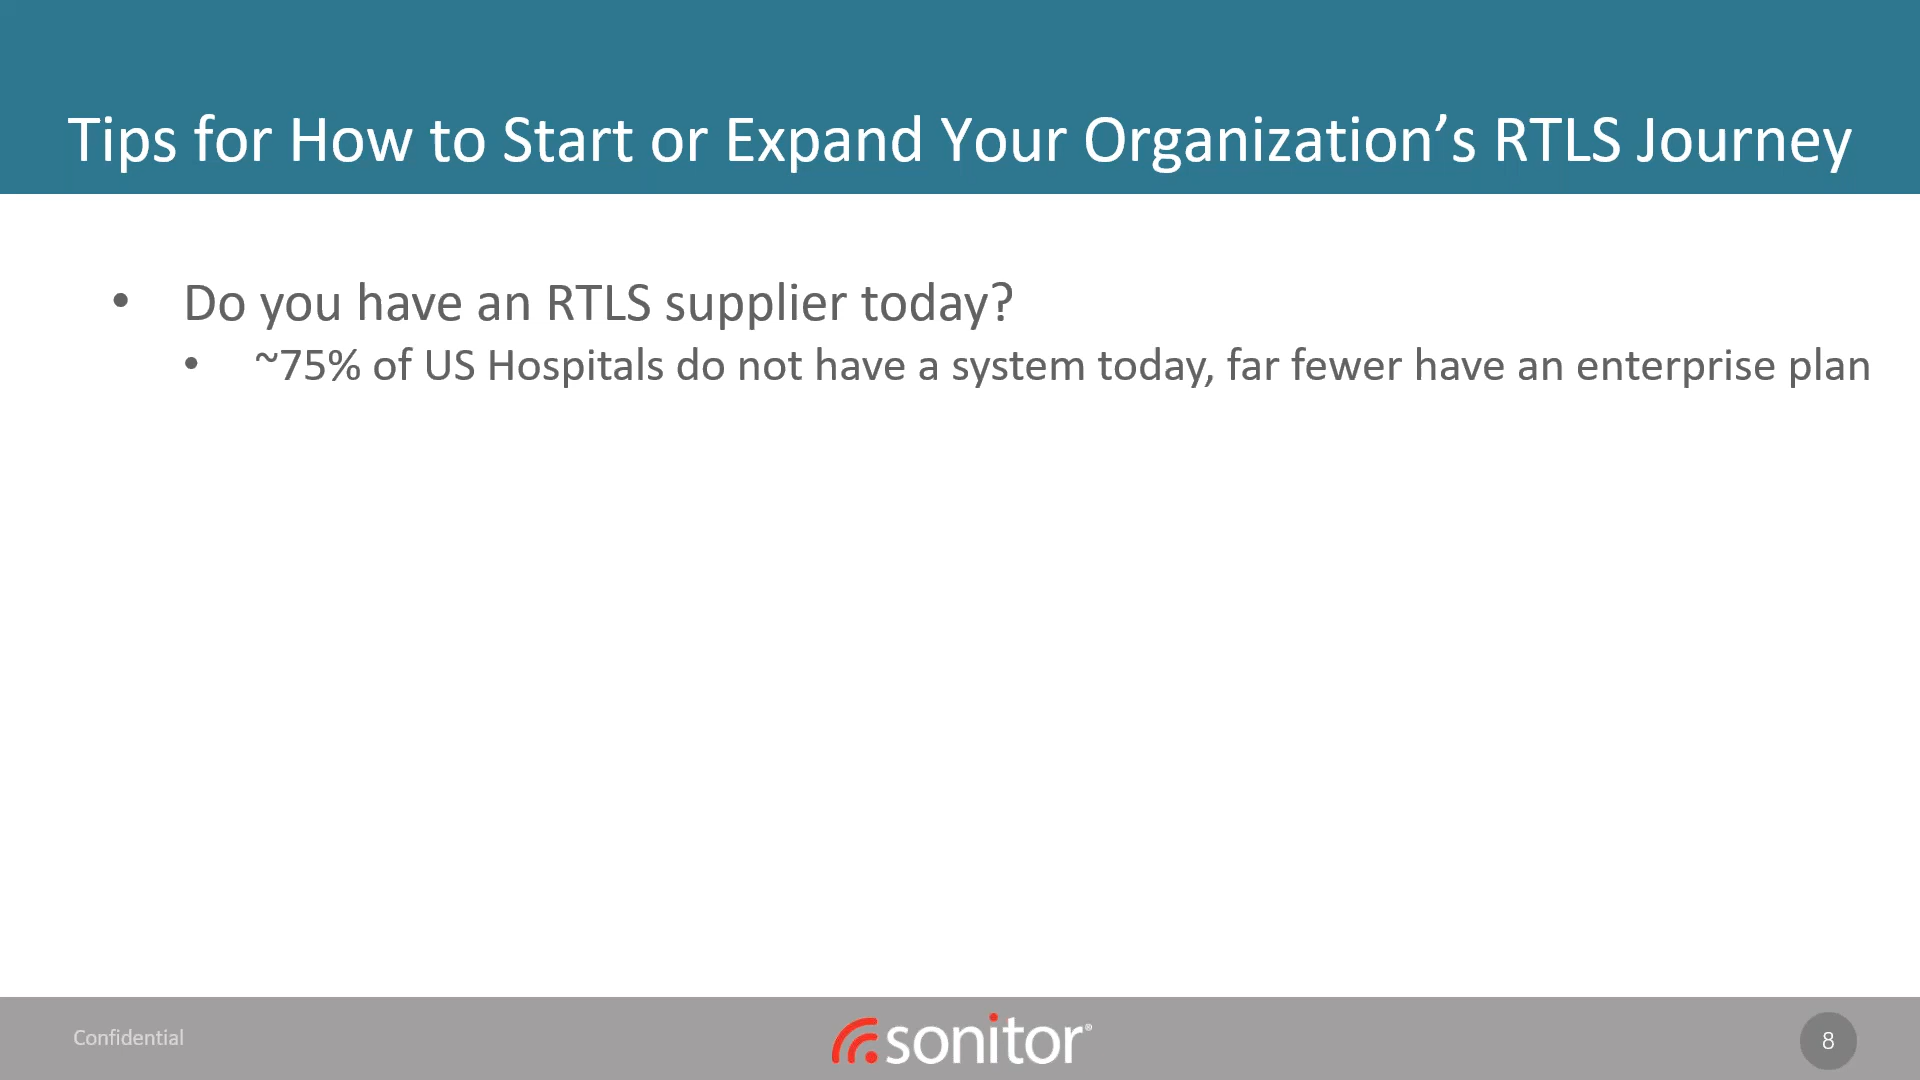 Tips for How to Start or Expand Your Organization’s RTLS Journey
• Do you have an RTLS supplier today?
• ~75% of US Hospitals do not have a system today, far fewer have an enterprise plan
Confidential
sonitor®
8